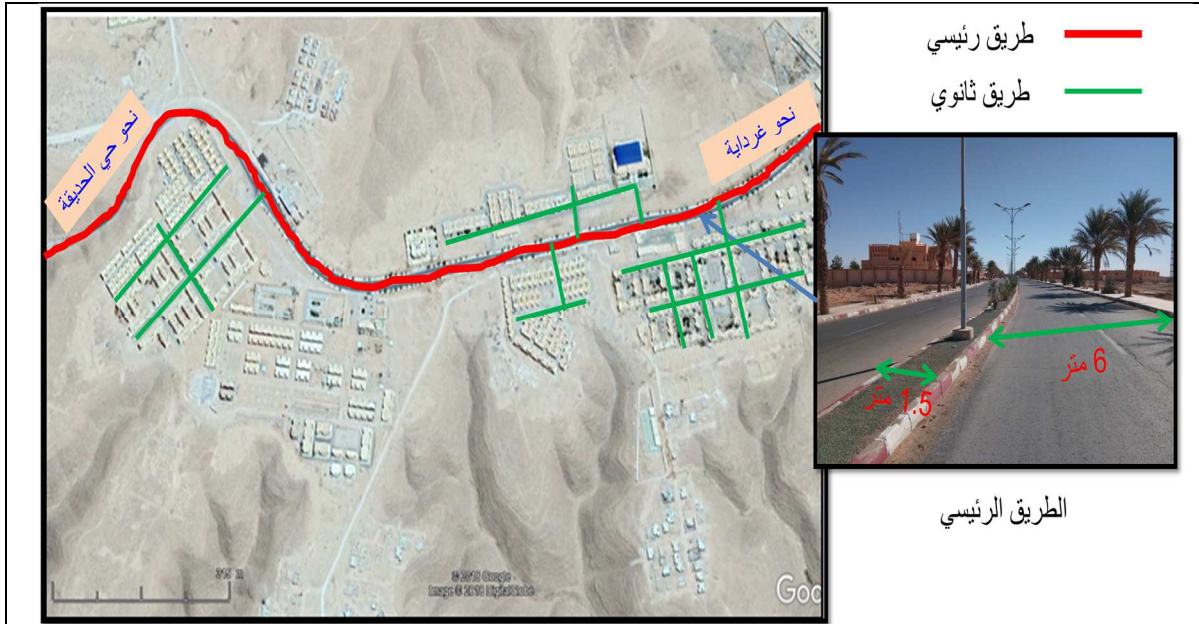 طريق رئيسي
طريق ثانوي
نحو حي الحديقة
نحو غرداية
6 متر
1.5 متر
الطريق الرئيسي
315 m
© 2018 Google
Image © 2018 DigitalGlobe
Goo